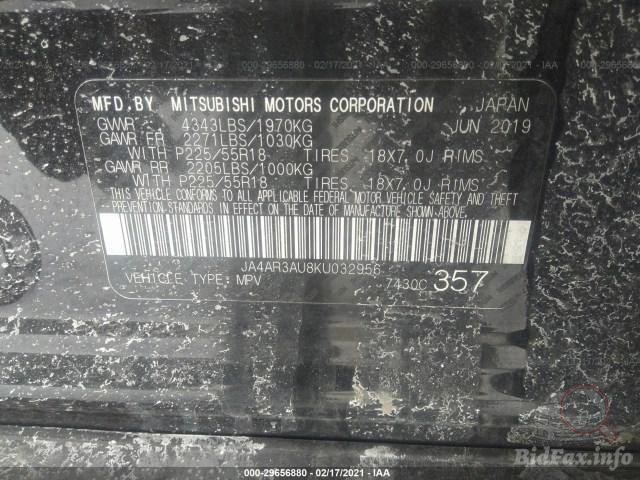 000-29656880 - 02/17/2021 - IAA
MFD.BY MITSUBISHI MOTORS CORPORATION JAPAN
GVWR 4343LBS/1970KG JUN 2019
GAWR FR 2271LBS/1030KG
WITH P225/55R18 TIRES 18X7.0J RIMS
GAWR RR 2205LBS/1000KG
WITH P225/55R18 TIRES 18X7.0J RIMS
THIS VEHICLE CONFORMS TO ALL APPLICABLE FEDERAL MOTOR VEHICLE SAFETY AND THEFT
PREVENTION STANDARDS IN EFFECT ON THE DATE OF MANUFACTURE SHOWN ABOVE.
JA4AR3AU8KU032956
VEHICLE TYPE: MPV 7430C 357
BidFax.info
000-29656880 - 02/17/2021 - IAA